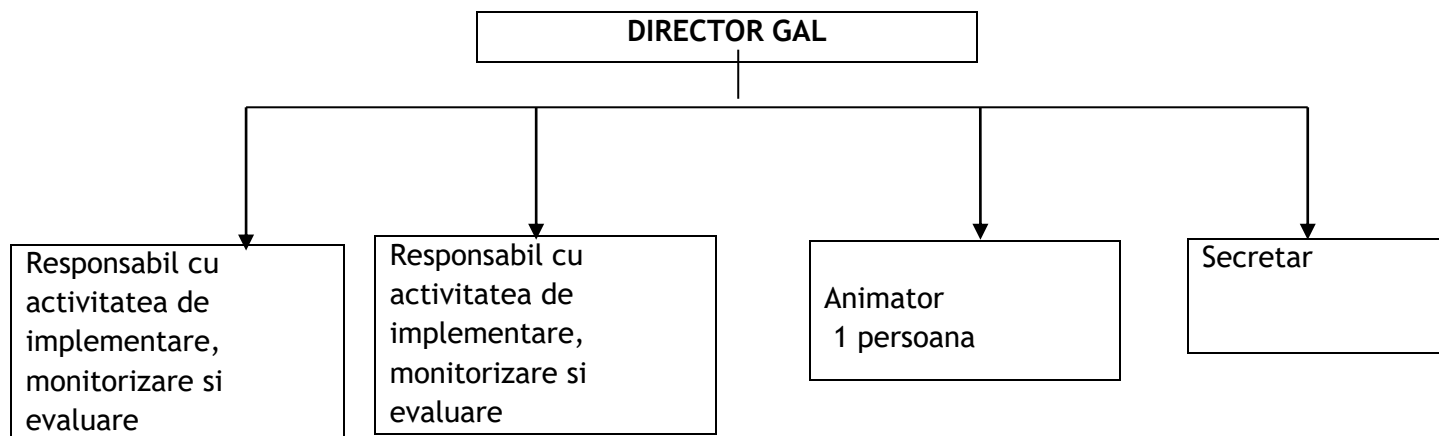 DIRECTOR GAL
Responsabil cu
activitatea de
implementare,
monitorizare si
evaluare
Responsabil cu
activitatea de
implementare,
monitorizare si
evaluare
Animator
1 persoana
Secretar